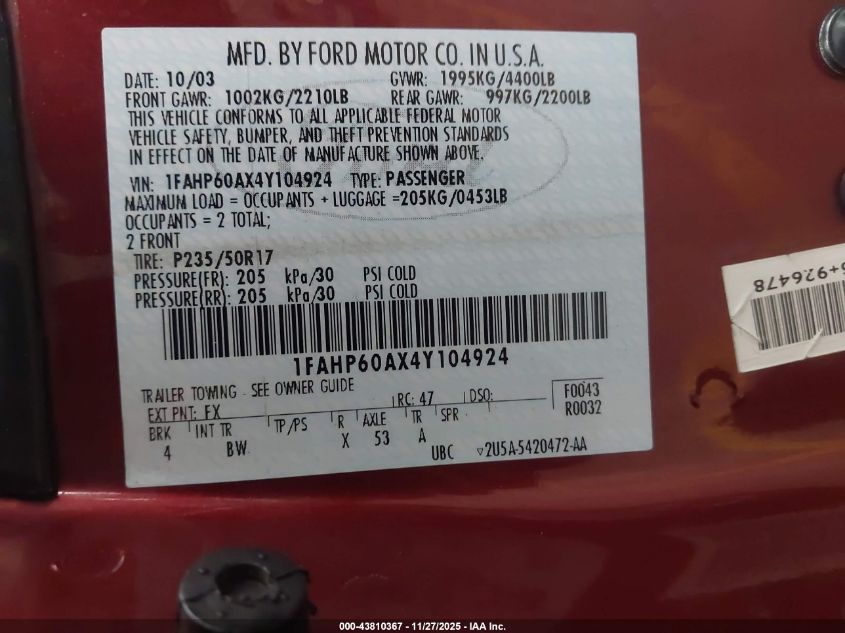 MFD. BY FORD MOTOR CO. IN U.S.A.
DATE: 10/03 GVWR: 1995KG/4400LB
FRONT GAWR: 1002KG/2210LB REAR GAWR: 997KG/2200LB
THIS VEHICLE CONFORMS TO ALL APPLICABLE FEDERAL MOTOR
VEHICLE SAFETY, BUMPER, AND THEFT PREVENTION STANDARDS
IN EFFECT ON THE DATE OF MANUFACTURE SHOWN ABOVE.
VIN: 1FAHP60AX4Y104924 TYPE: PASSENGER
MAXIMUM LOAD = OCCUPANTS + LUGGAGE =205KG/0453LB
OCCUPANTS = 2 TOTAL;
2 FRONT
TIRE: P235/50R17
PRESSURE(FR): 205 kPa/30 PSI COLD
PRESSURE(RR): 205 kPa/30 PSI COLD
1FAHP60AX4Y104924
TRAILER TOWING - SEE OWNER GUIDE
EXT PNT: FX RC: 47 DSO: F0043
R0032
BRK INT TR TP/PS R AXLE TR SPR
4 BW X 53 A
UBC 2U5A-5420472-AA
+926478
000-43810367 — 11/27/2025 — IAA Inc.